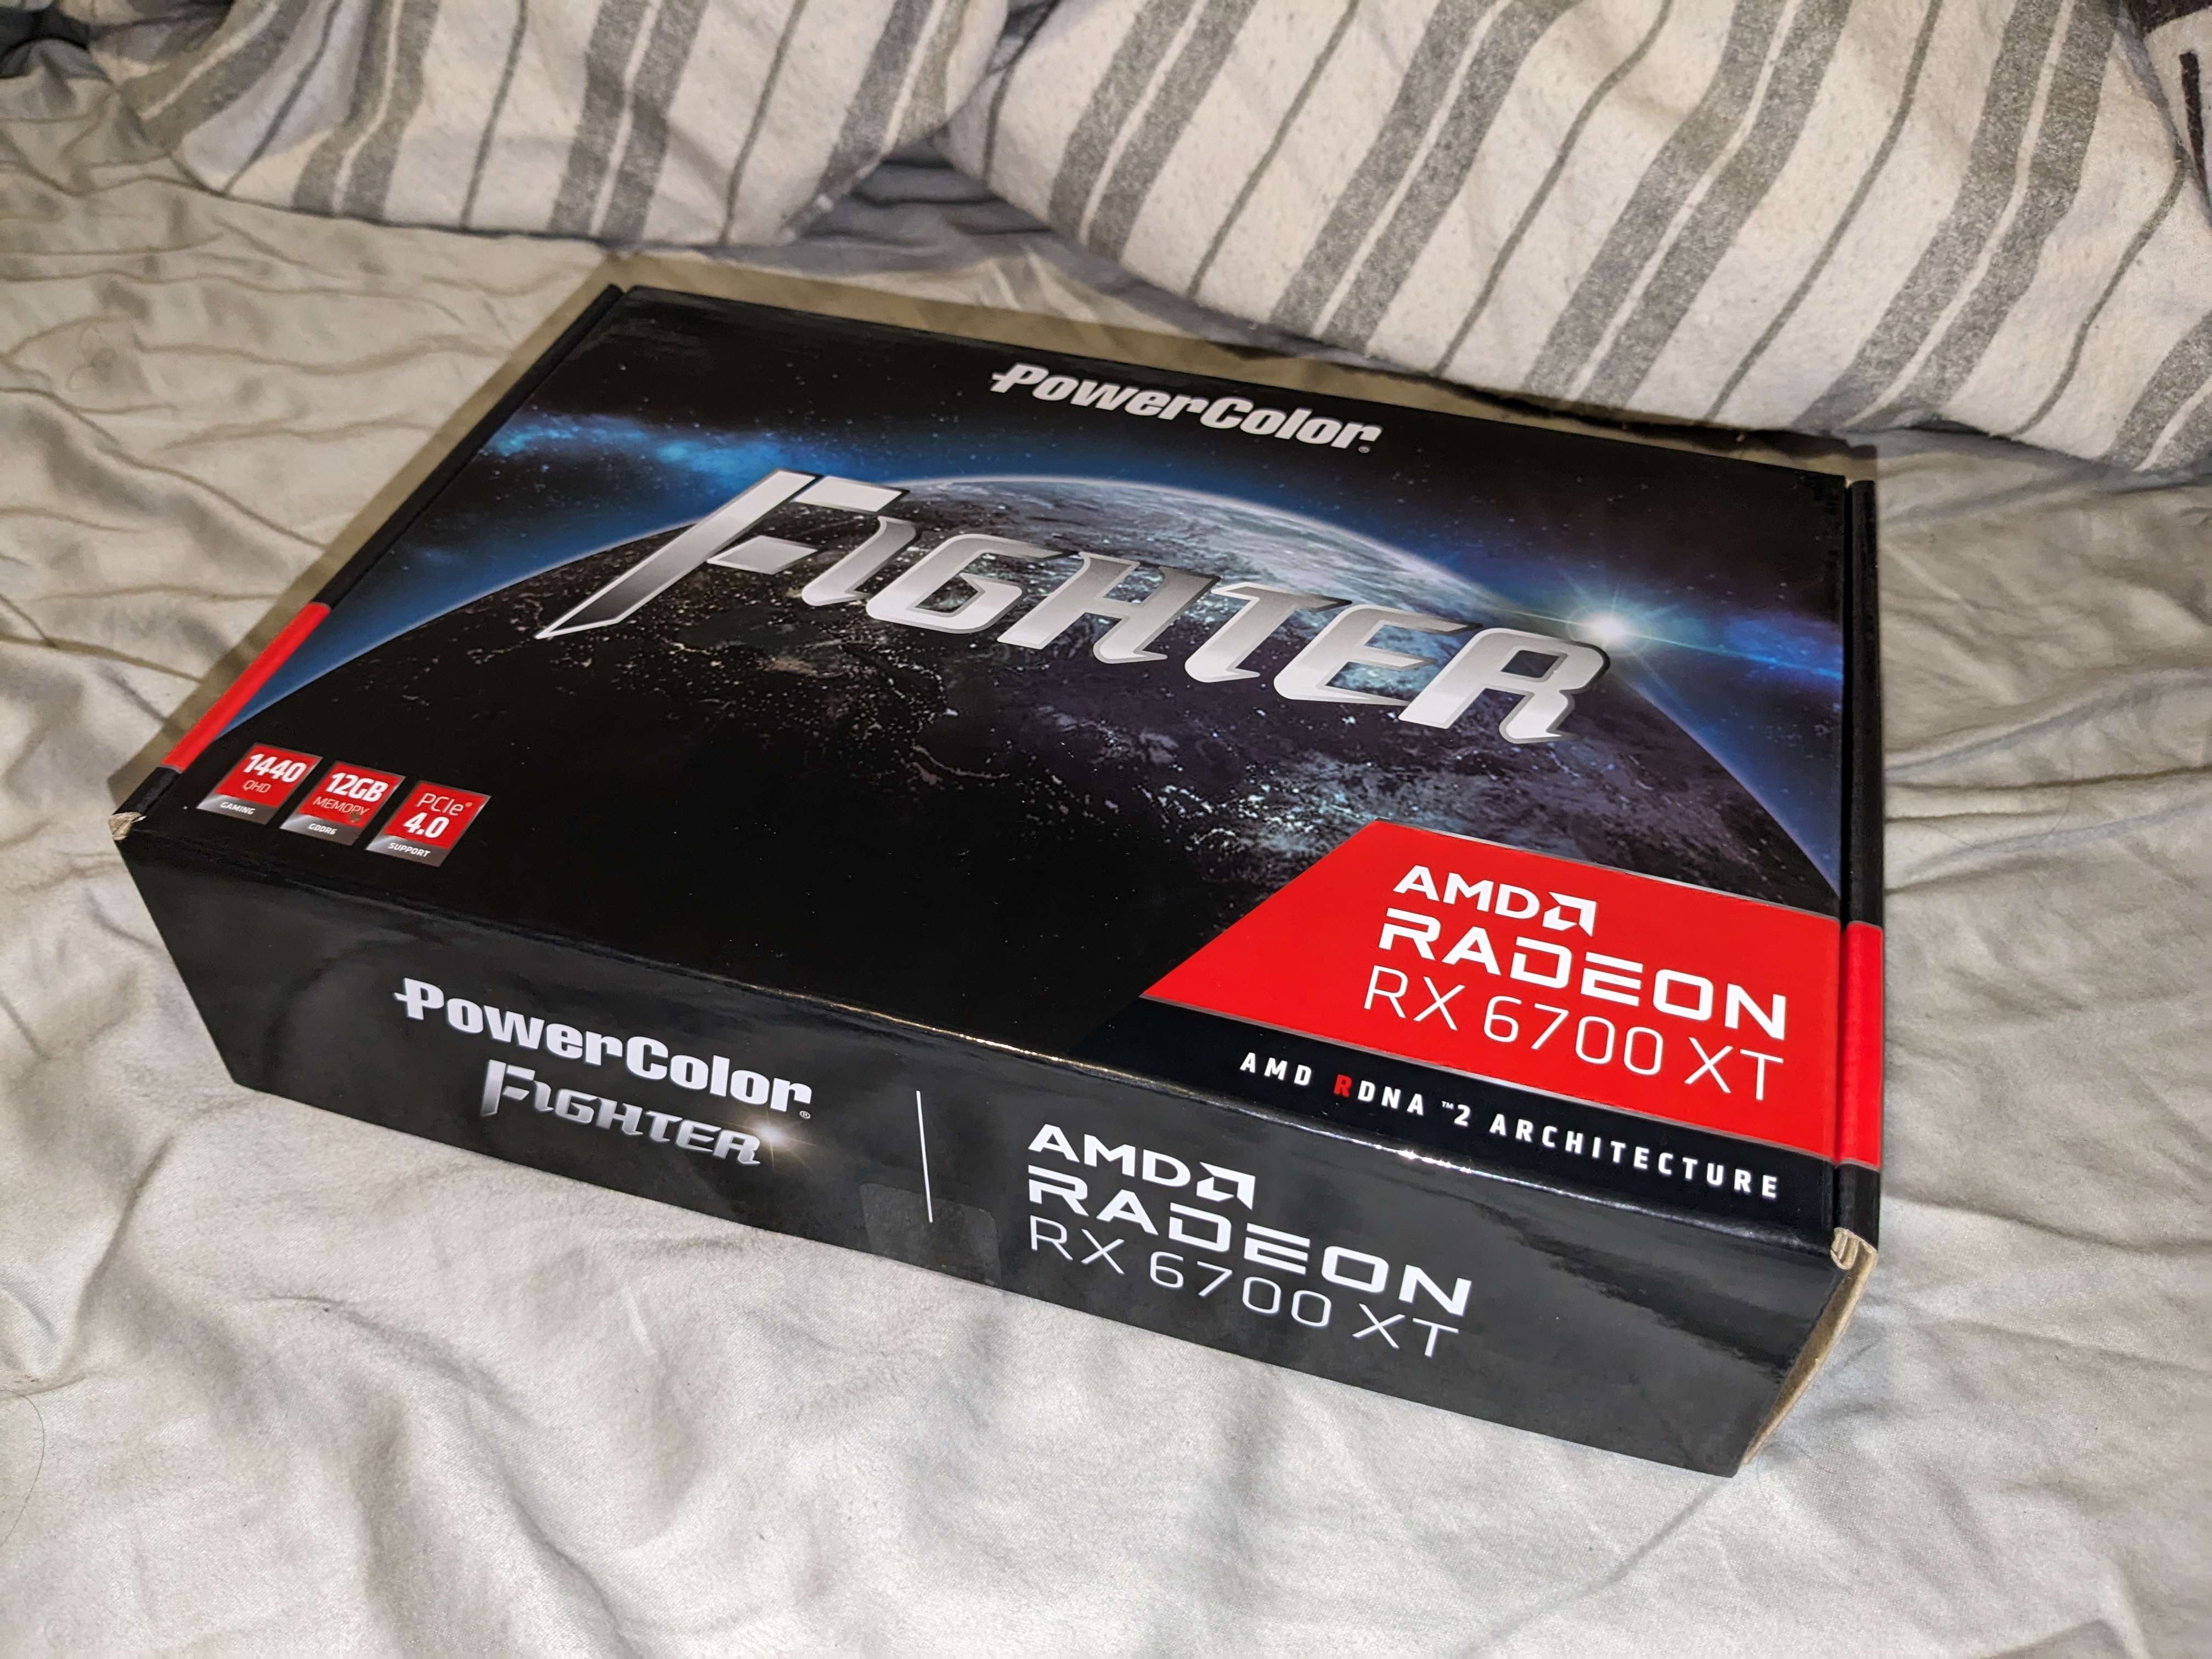 PowerColor®
FIGHTER
1440
QHD
GAMING
12GB
MEMORY
GDDR6
PCIe®
4.0
SUPPORT
AMD
RADEON
RX 6700 XT
AMD RDNA™2 ARCHITECTURE
PowerColor®
FIGHTER
AMD
RADEON
RX 6700 XT